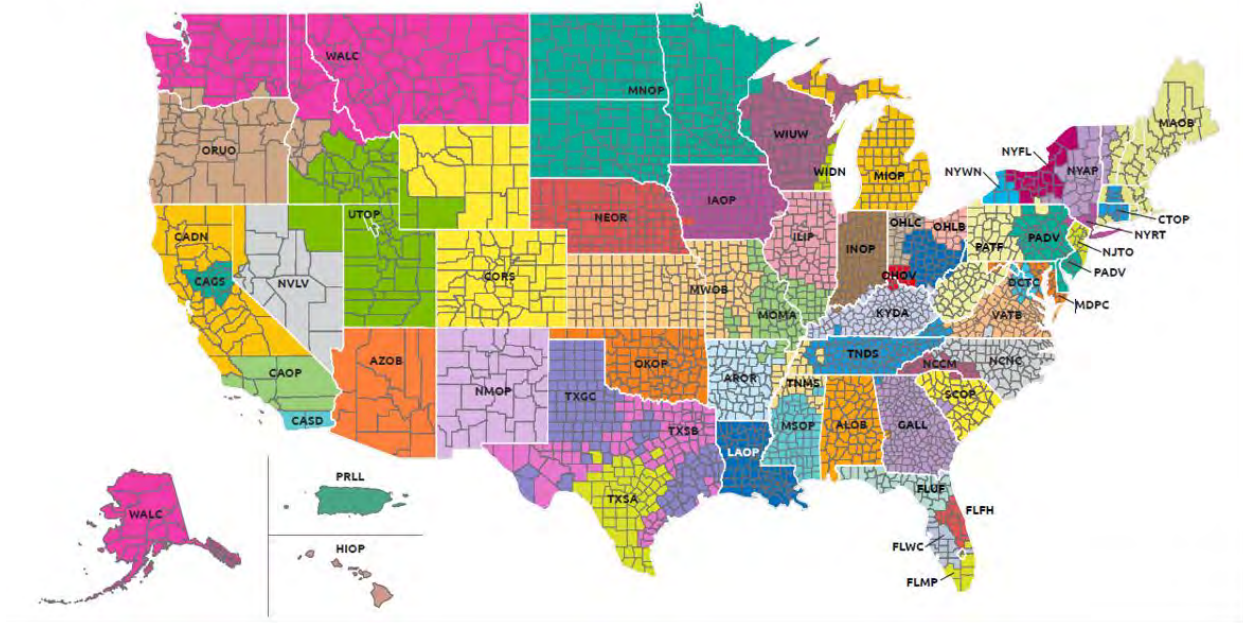 WALC
MNOP
MAOB
WIUW
NYFL
ORUO
NYAP
NYWN
WIDN
MIOP
IAOP
UTOP
NEOR
CTOP
OHLC
OHLB
NYRT
CADN
ILIP
INOP
PATF
PADV
NJTO
CORS
PADV
CAGS
NVLV
OHOV
DCTC
MWOB
MDPC
MOMA
KYDA
VATB
TNDS
AZOB
OKOP
NCCM
NCNC
CAOP
AROR
TNMS
NMOP
TXGC
SCOP
CASD
MSOP
ALOB
GALL
TXSB
LAOP
PRLL
FLUF
TXSA
FLFH
WALC
FLWC
HIOP
FLMP